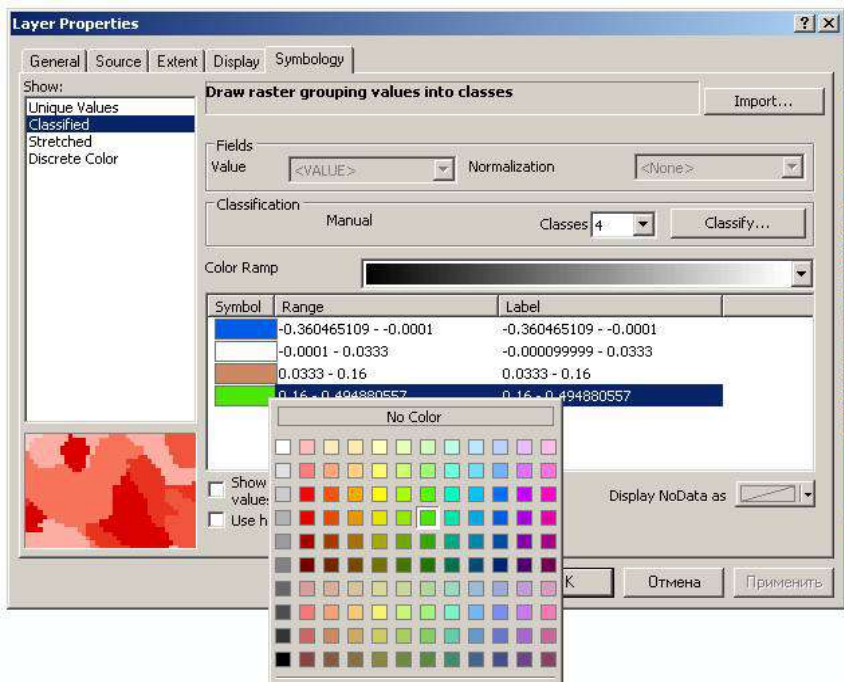 Layer Properties
General Source Extent Display Symbology
Show:
Unique Values
Classified
Stretched
Discrete Color
Draw raster grouping values into classes
Import...
Fields
Value <VALUE> Normalization <None>
Classification
Manual Classes 4 Classify...
Color Ramp
Symbol Range Label
-0.360465109 - -0.0001 -0.360465109 - -0.0001
-0.0001 - 0.0333 -0.000099999 - 0.0333
0.0333 - 0.16 0.0333 - 0.16
0.16 - 0.494880557 0.16 - 0.494880557
No Color
Show
Display NoData as
Use
Отмена Применить